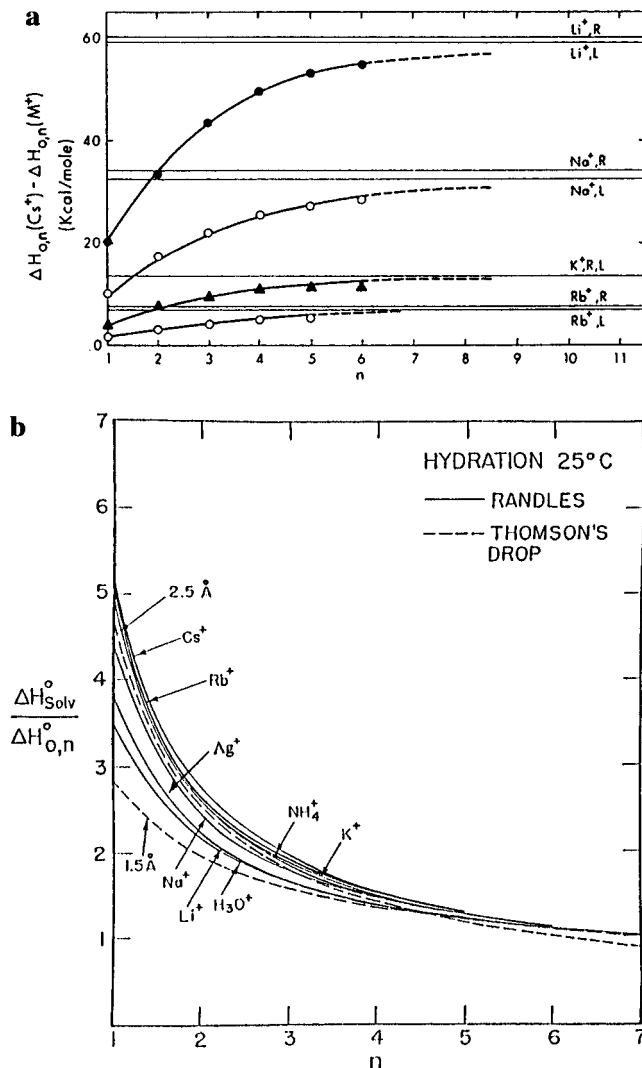 a
ΔH₀,ₙ(Cs⁺) − ΔH₀,ₙ(M⁺)
(Kcal/mole)
60
40
20
.0
Li⁺,R
Li⁺,L
Na⁺,R
Na⁺,L
K⁺,R,L
Rb⁺,R
Rb⁺,L
1 2 3 4 5 6 7 8 9 10 11
n
b
7
6
5
4
3
2
1
HYDRATION 25°C
RANDLES
THOMSON'S
DROP
2.5 Å
Cs⁺
Rb⁺
ΔH°Solv
ΔH°o,n
Ag⁺
NH₄⁺
K⁺
1.5Å
Na⁺
Li⁺
H₃O⁺
1 2 3 4 5 6 7
n